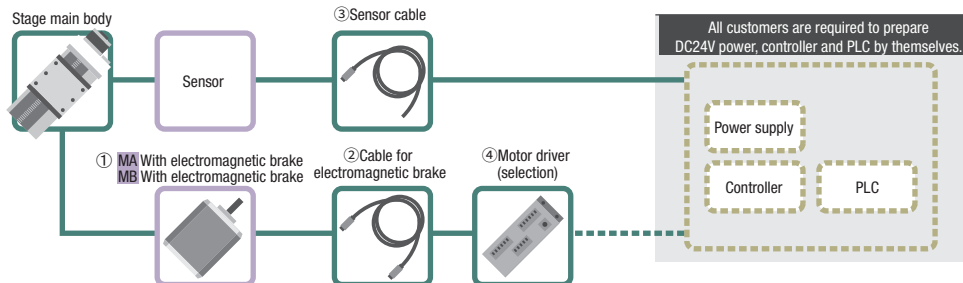 Stage main body
③Sensor cable
All customers are required to prepare
DC24V power, controller and PLC by themselves.
Sensor
Power supply
① MA With electromagnetic brake
MB With electromagnetic brake
②Cable for
electromagnetic brake
④Motor driver
(selection)
Controller
PLC